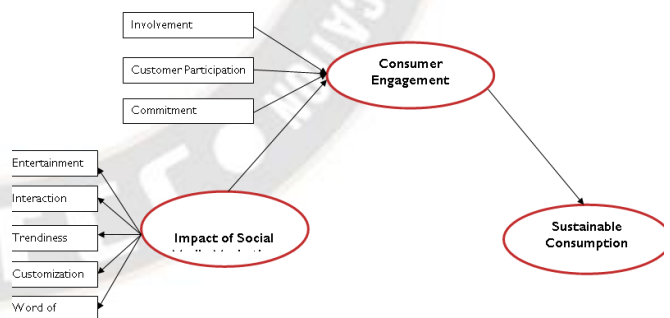 Involvement
Customer Participation
Commitment
Consumer
Engagement
Entertainment
Interaction
Trendiness
Customization
Word of
Impact of Social
Sustainable
Consumption